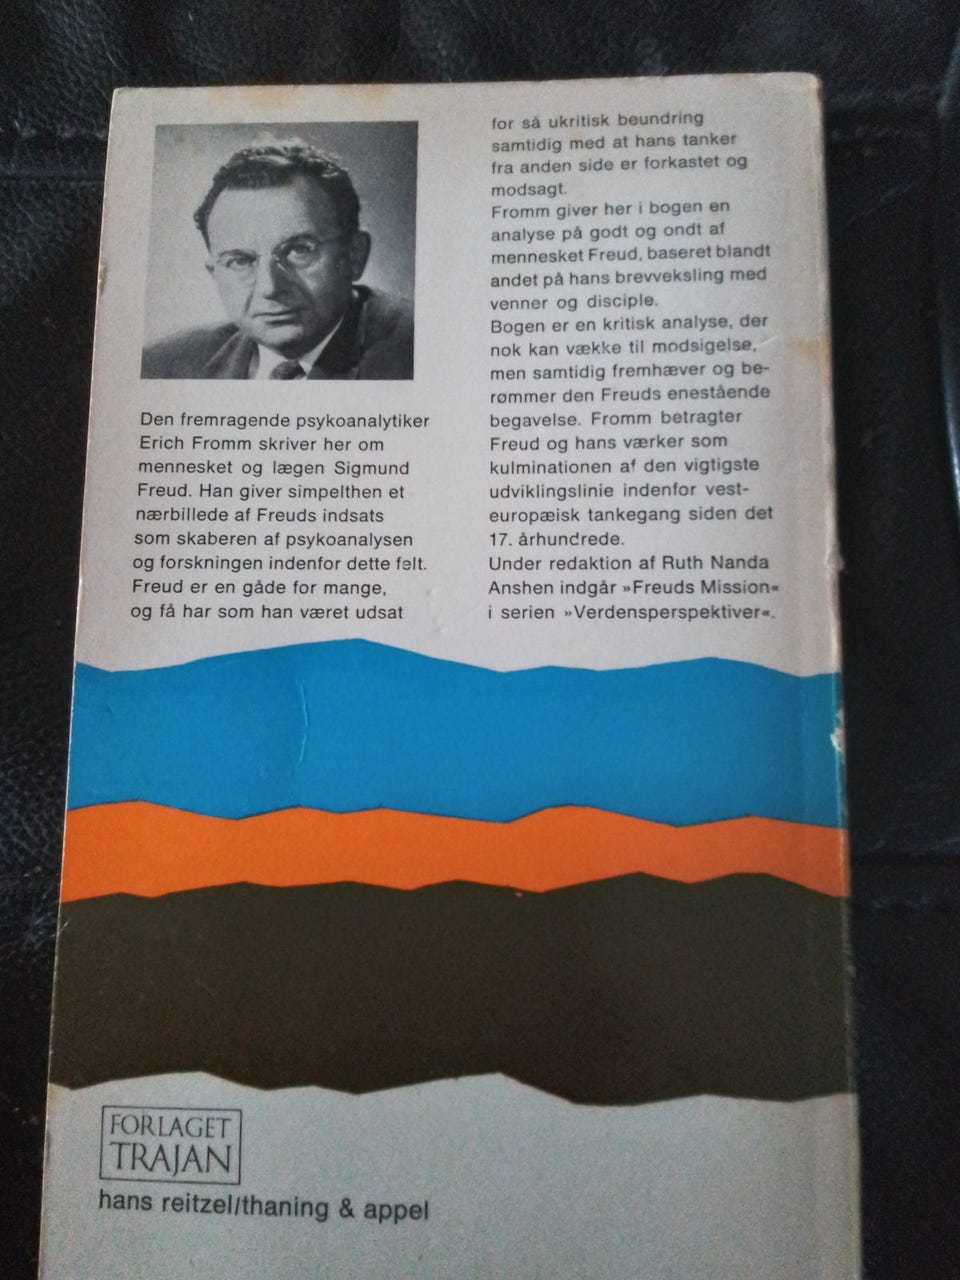 Den fremragende psykoanalytiker
Erich Fromm skriver her om
mennesket og lægen Sigmund
Freud. Han giver simpelthen et
nærbillede af Freuds indsats
som skaberen af psykoanalysen
og forskningen indenfor dette felt.
Freud er en gåde for mange,
og få har som han været udsat
for så ukritisk beundring
samtidig med at hans tanker
fra anden side er forkastet og
modsagt.
Fromm giver her i bogen en
analyse på godt og ondt af
mennesket Freud, baseret blandt
andet på hans brevveksling med
venner og disciple.
Bogen er en kritisk analyse, der
nok kan vække til modsigelse,
men samtidig fremhæver og be-
rømmer den Freuds enestående
begavelse. Fromm betragter
Freud og hans værker som
kulminationen af den vigtigste
udviklingslinie indenfor vest-
europæisk tankegang siden det
17. århundrede.
Under redaktion af Ruth Nanda
Anshen indgår »Freuds Mission«
i serien »Verdensperspektiver«.
FORLAGET
TRAJAN
hans reitzel/thaning & appel